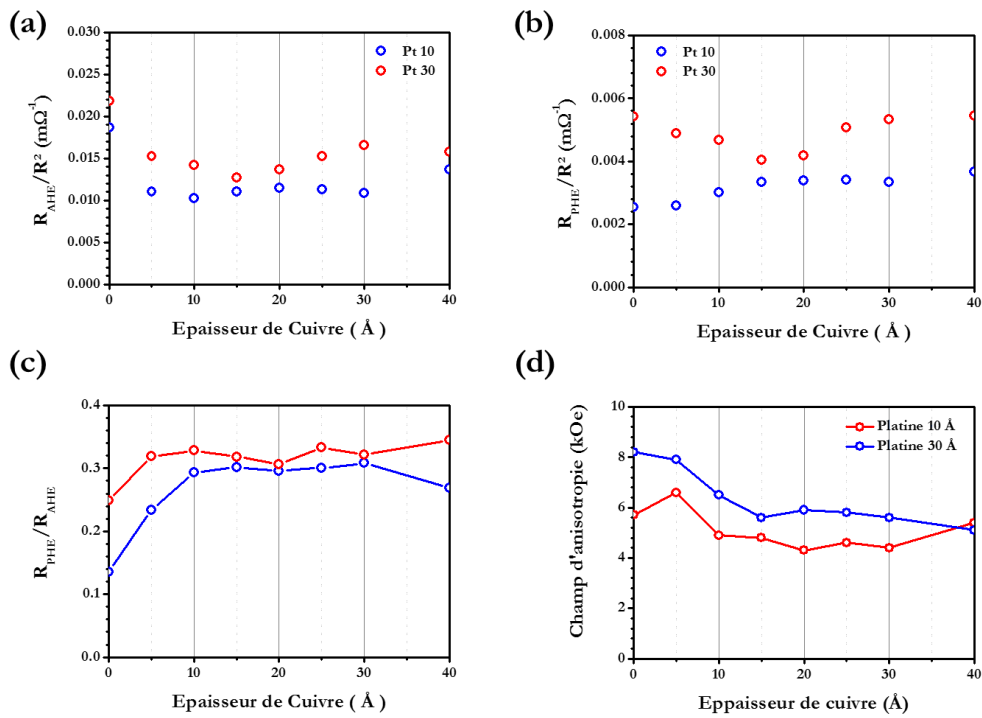 (a)
0.030
0.025
0.020
0.015
0.010
0.005
0.000
R_AHE/R² (mΩ⁻¹)
Pt 10
Pt 30
0 10 20 30 40
Epaisseur de Cuivre ( Å )
(b)
0.008
0.006
0.004
0.002
0.000
R_PHE/R² (mΩ⁻¹)
Pt 10
Pt 30
0 10 20 30 40
Epaisseur de Cuivre ( Å )
(c)
0.4
0.3
0.2
0.1
0.0
R_PHE/R_AHE
0 10 20 30 40
Epaisseur de Cuivre ( Å )
(d)
10
8
6
4
2
0
Champ d'anisotropie (kOe)
Platine 10 Å
Platine 30 Å
0 10 20 30 40
Eppaisseur de cuivre (Å)